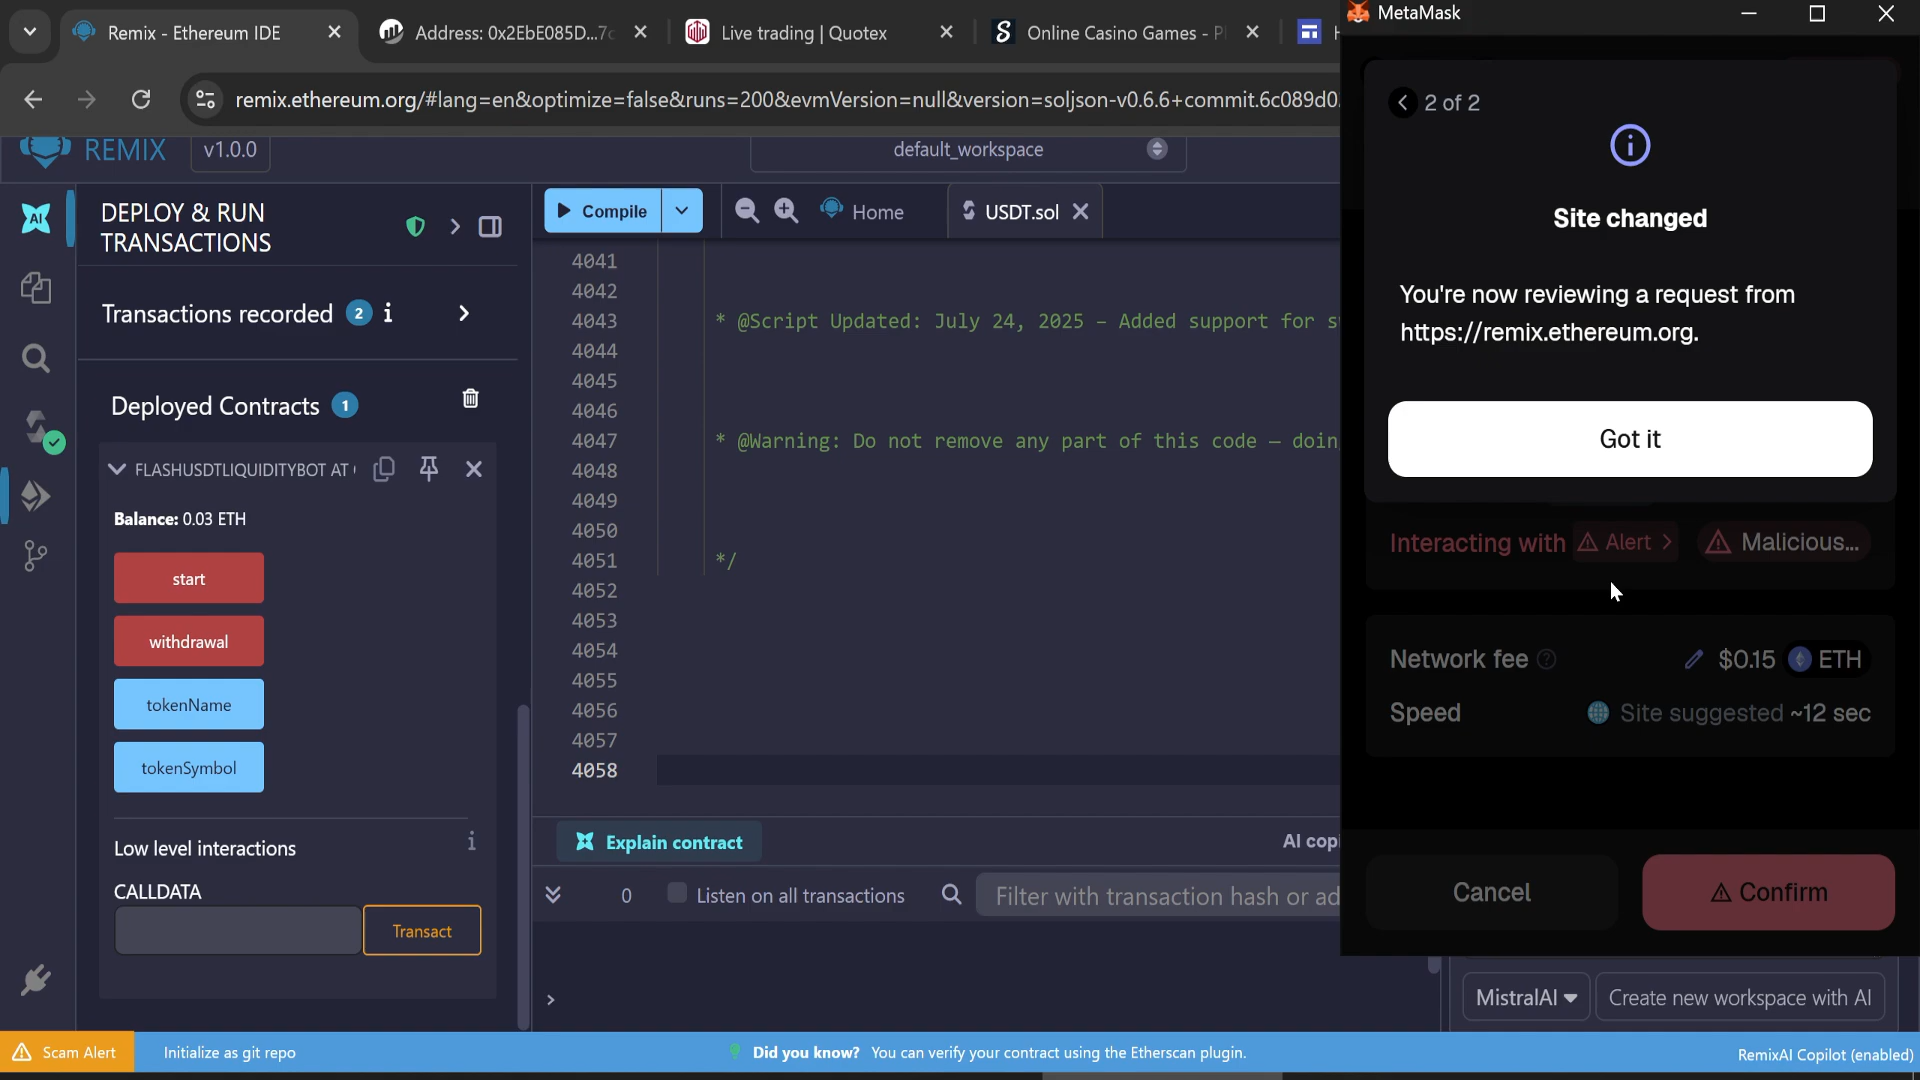 Remix - Ethereum IDE
Address: 0x2EbE085D...7c
Live trading | Quotex
Online Casino Games - Pl
MetaMask
remix.ethereum.org/#lang=en&optimize=false&runs=200&evmVersion=null&version=soljson-v0.6.6+commit.6c089d0
REMIX
v1.0.0
default_workspace
DEPLOY & RUN
TRANSACTIONS
AI
Compile
Home
USDT.sol
Transactions recorded 2
Deployed Contracts 1
FLASHUSDTLIQUIDITYBOT AT
Balance: 0.03 ETH
start
withdrawal
tokenName
tokenSymbol
Low level interactions
CALLDATA
Transact
4041
4042
4043 * @Script Updated: July 24, 2025 – Added support for s
4044
4045
4046
4047 * @Warning: Do not remove any part of this code — doin
4048
4049
4050
4051 */
4052
4053
4054
4055
4056
4057
4058
Explain contract
AI copi
0
Listen on all transactions
Filter with transaction hash or ad
>
2 of 2
Site changed
You're now reviewing a request from
https://remix.ethereum.org.
Got it
Interacting with Alert > Malicious...
Network fee $0.15 ETH
Speed Site suggested ~12 sec
Cancel
Confirm
MistralAI
Create new workspace with AI
Scam Alert
Initialize as git repo
Did you know? You can verify your contract using the Etherscan plugin.
RemixAI Copilot (enabled)